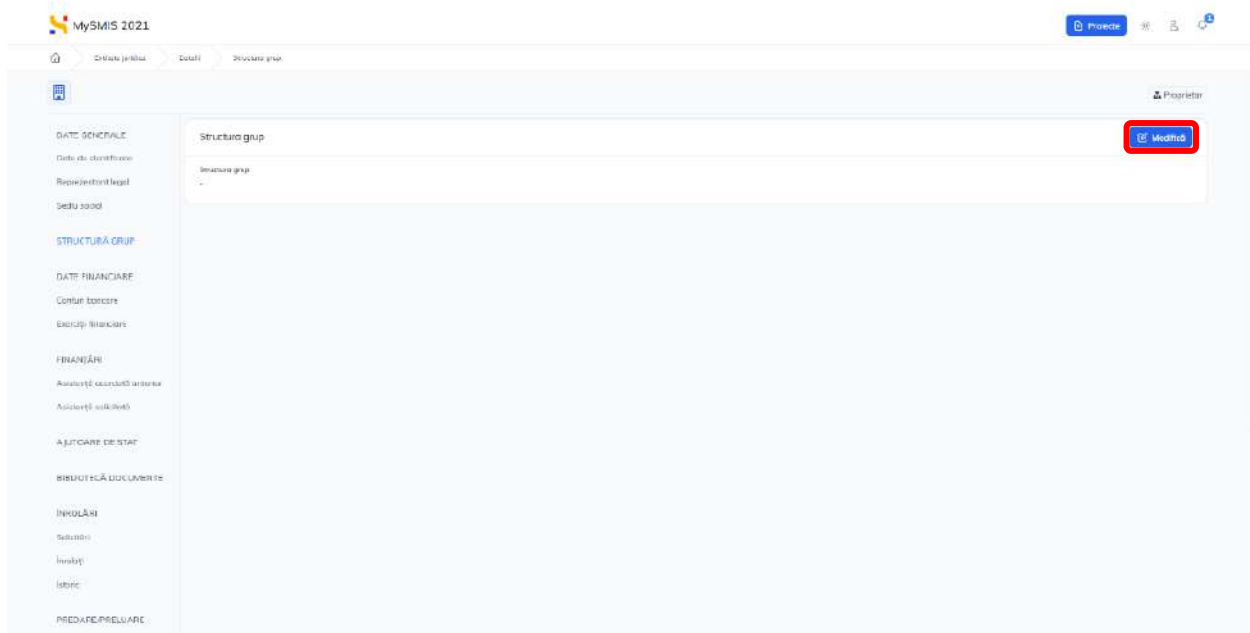 MySMIS 2021
Proiecte
1
Entitate juridica
Detalii
Structura grup
Proprietar
DATE GENERALE
Structura grup
Modifică
Date de identificare
Structura grup
Reprezentant legal
-
Sediu social
STRUCTURĂ GRUP
DATE FINANCIARE
Conturi bancare
Exerciții financiare
FINANȚĂRI
Asistență acordată anterior
Asistență solicitată
AJUTOARE DE STAT
BIBLIOTECĂ DOCUMENTE
ÎNROLĂRI
Solicitări
Înrolați
Istoric
PREDARE/PRELUARE